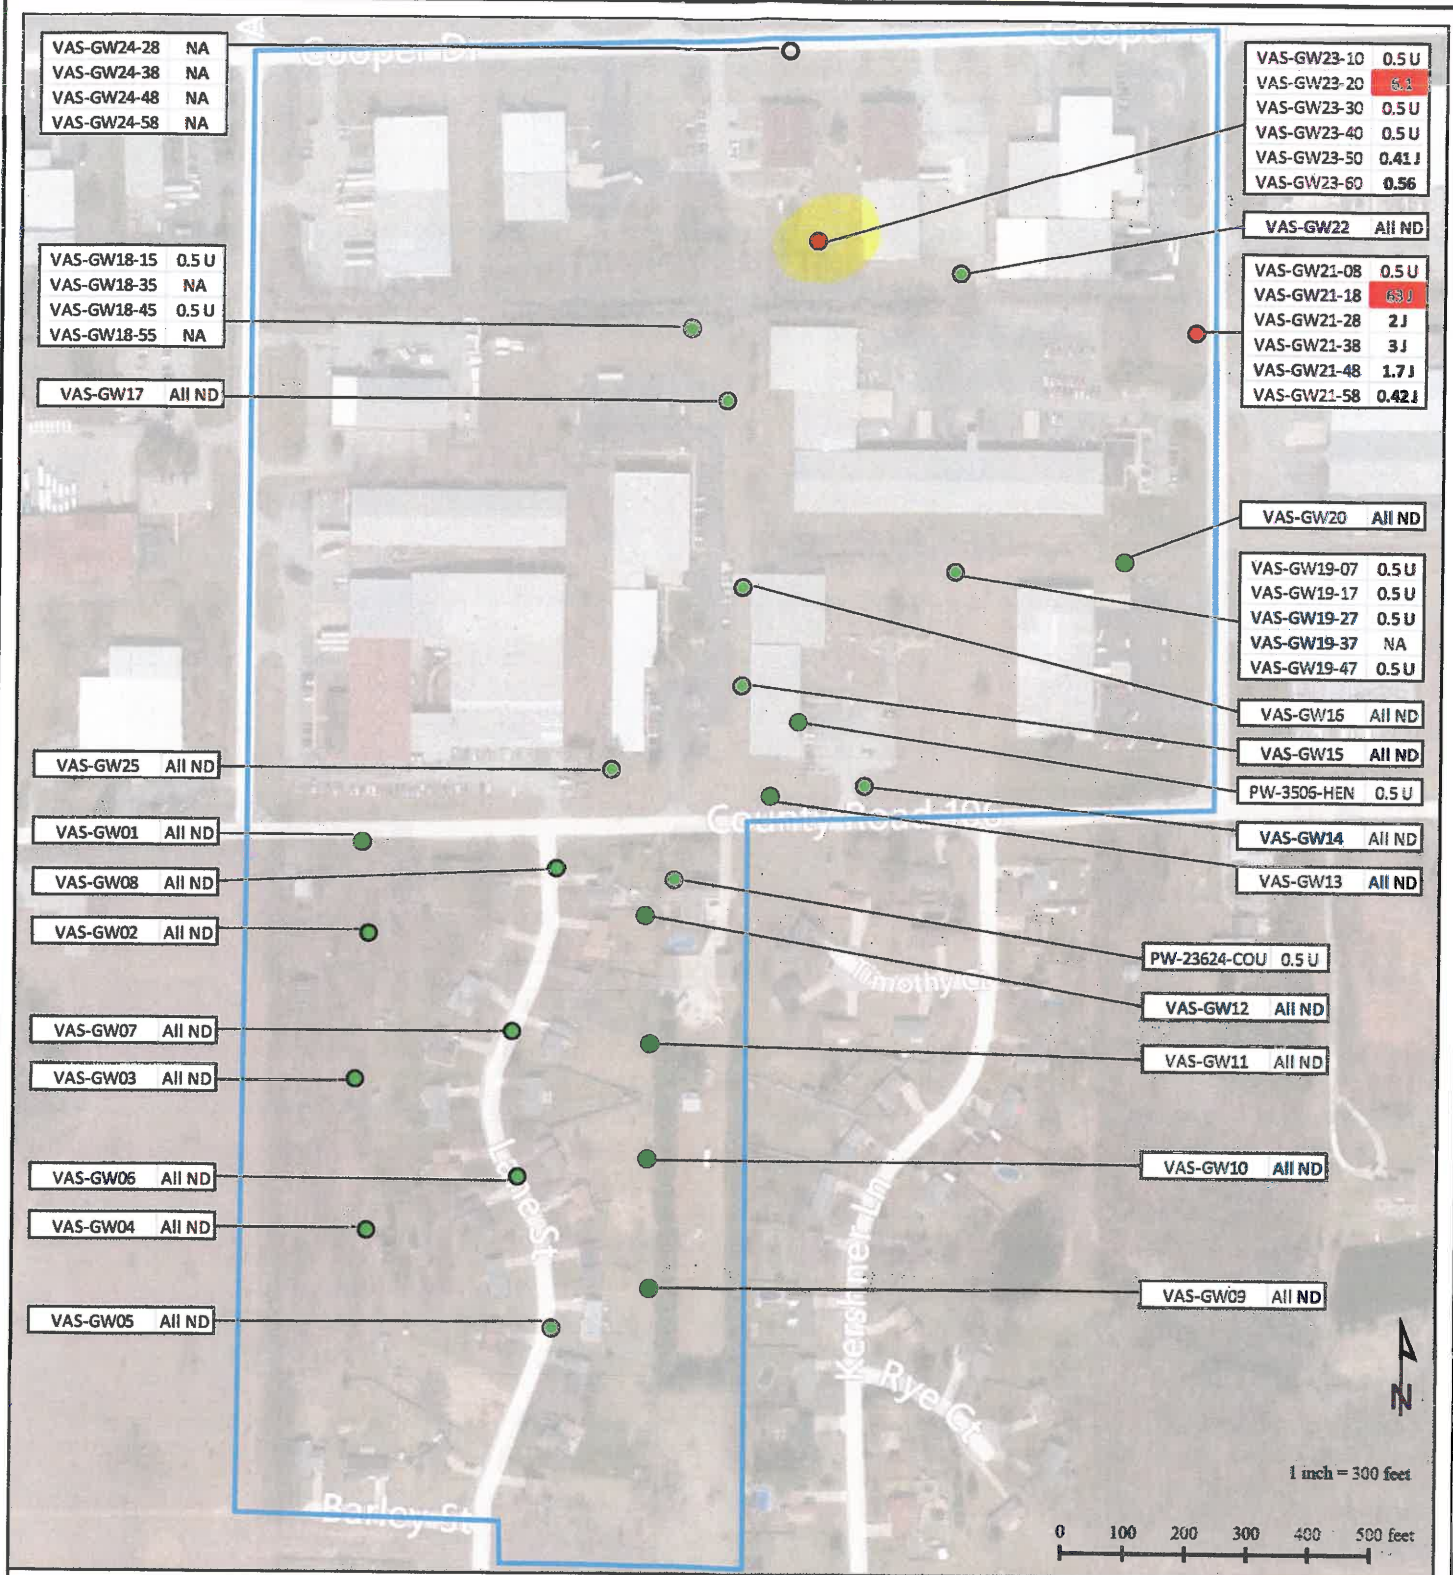 Cooper Dr
Cooper
VAS-GW24-28 NA
VAS-GW24-38 NA
VAS-GW24-48 NA
VAS-GW24-58 NA
VAS-GW23-10 0.5 U
VAS-GW23-20 6.1
VAS-GW23-30 0.5 U
VAS-GW23-40 0.5 U
VAS-GW23-50 0.41 J
VAS-GW23-60 0.56
VAS-GW22 All ND
VAS-GW18-15 0.5 U
VAS-GW18-35 NA
VAS-GW18-45 0.5 U
VAS-GW18-55 NA
VAS-GW21-08 0.5 U
VAS-GW21-18 63 J
VAS-GW21-28 2 J
VAS-GW21-38 3 J
VAS-GW21-48 1.7 J
VAS-GW21-58 0.42 J
VAS-GW17 All ND
VAS-GW20 All ND
VAS-GW19-07 0.5 U
VAS-GW19-17 0.5 U
VAS-GW19-27 0.5 U
VAS-GW19-37 NA
VAS-GW19-47 0.5 U
VAS-GW16 All ND
VAS-GW15 All ND
PW-3506-HEN 0.5 U
VAS-GW14 All ND
VAS-GW13 All ND
VAS-GW25 All ND
County Road 106
VAS-GW01 All ND
VAS-GW08 All ND
VAS-GW02 All ND
PW-23624-COU 0.5 U
Timothy C
VAS-GW12 All ND
VAS-GW07 All ND
VAS-GW11 All ND
VAS-GW03 All ND
VAS-GW10 All ND
VAS-GW06 All ND
VAS-GW04 All ND
VAS-GW09 All ND
VAS-GW05 All ND
Kershner Ln
Rye Ct
Barley St
N
1 inch = 300 feet
0 100 200 300 400 500 feet